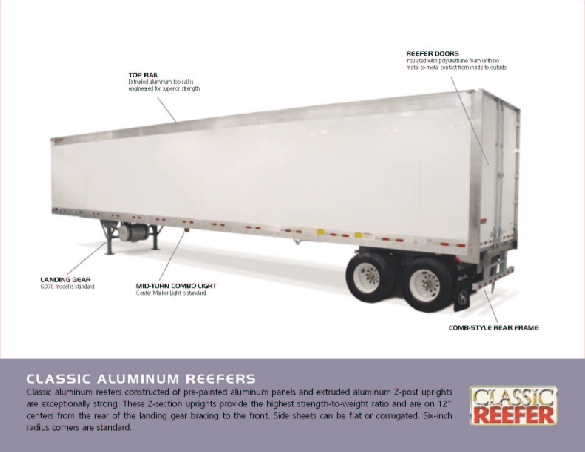 REEFER DOORS
Insulated with polyurethane foam with no
metal-to-metal contact from inside to outside
TOP RAIL
Extruded aluminum top rail is
engineered for superior strength
LANDING GEAR
standard.
MID-TURN COMBO LIGHT
Center Marker Light is standard.
COMB-STYLE REAR FRAME
CLASSIC ALUMINUM REEFERS
Classic aluminum reefers constructed of pre-painted aluminum panels and extruded aluminum Z-post uprights
are exceptionally strong. These Z-section uprights provide the highest strength-to-weight ratio and are on 12"
centers from the rear of the landing gear bracing to the front. Side sheets can be flat or corrugated. Six-inch
radius corners are standard.
CLASSIC
REEFER